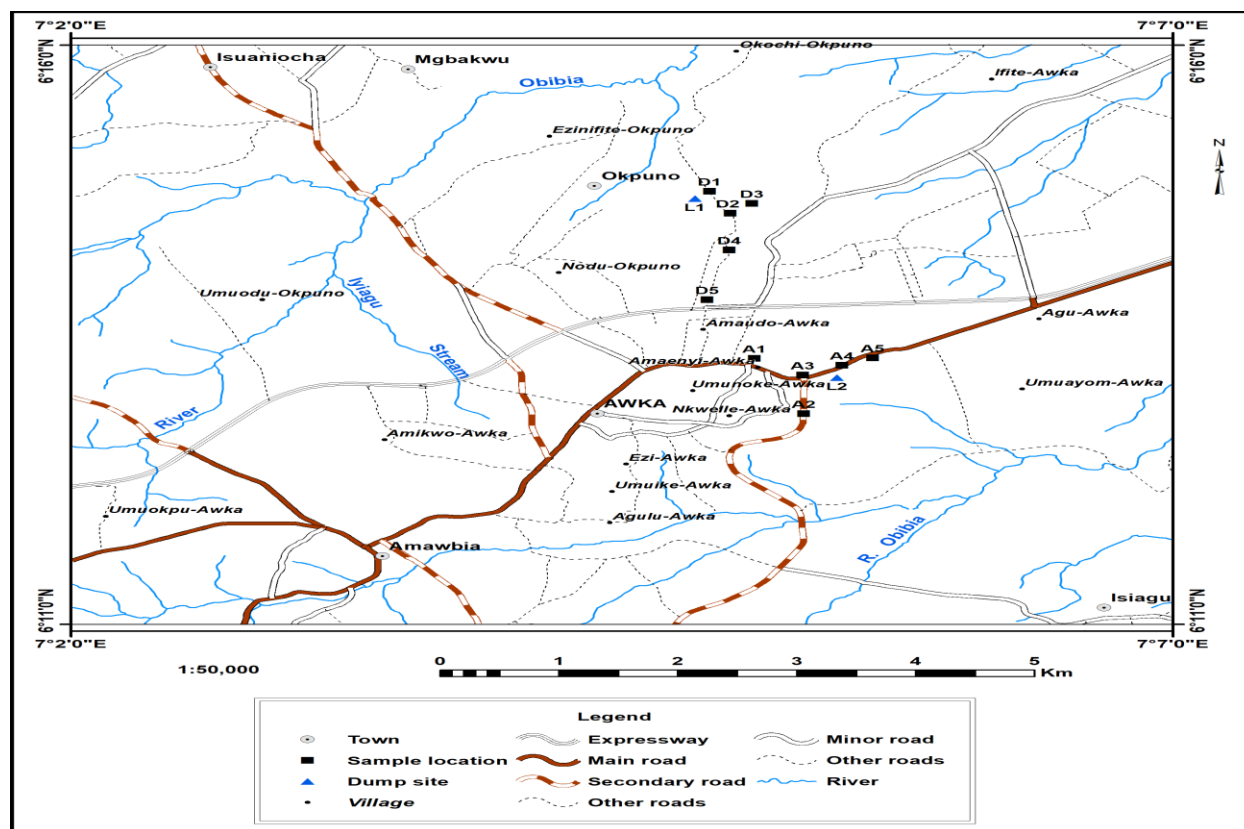 7°2'0"E
7°7'0"E
6°16'0"N
6°16'0"N
Isuaniocha
Mgbakwu
Okochi-Okpuno
Ifite-Awka
Obibia
Ezinifite-Okpuno
N
Okpuno
D1
D3
L1
D2
D4
Nodu-Okpuno
Umuodu-Okpuno
Iyiagu
Stream
D5
Amaudo-Awka
Agu-Awka
Amaenyi-Awka
A1
A3
A4
A5
L2
Umunoke-Awka
Umuayom-Awka
River
AWKA
Nkwelle-Awka
A2
Amikwo-Awka
Ezi-Awka
Umuike-Awka
Umuokpu-Awka
Agulu-Awka
Amawbia
R. Obibia
Isiagu
6°11'0"N
6°11'0"N
7°2'0"E
7°7'0"E
1:50,000
0 1 2 3 4 5
Km
Legend
Town
Expressway
Minor road
Sample location
Main road
Other roads
Dump site
Secondary road
River
Village
Other roads